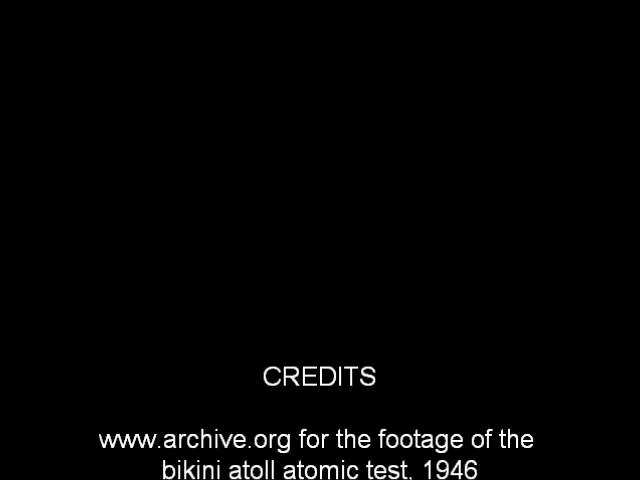 CREDITS
www.archive.org for the footage of the
bikini atoll atomic test, 1946